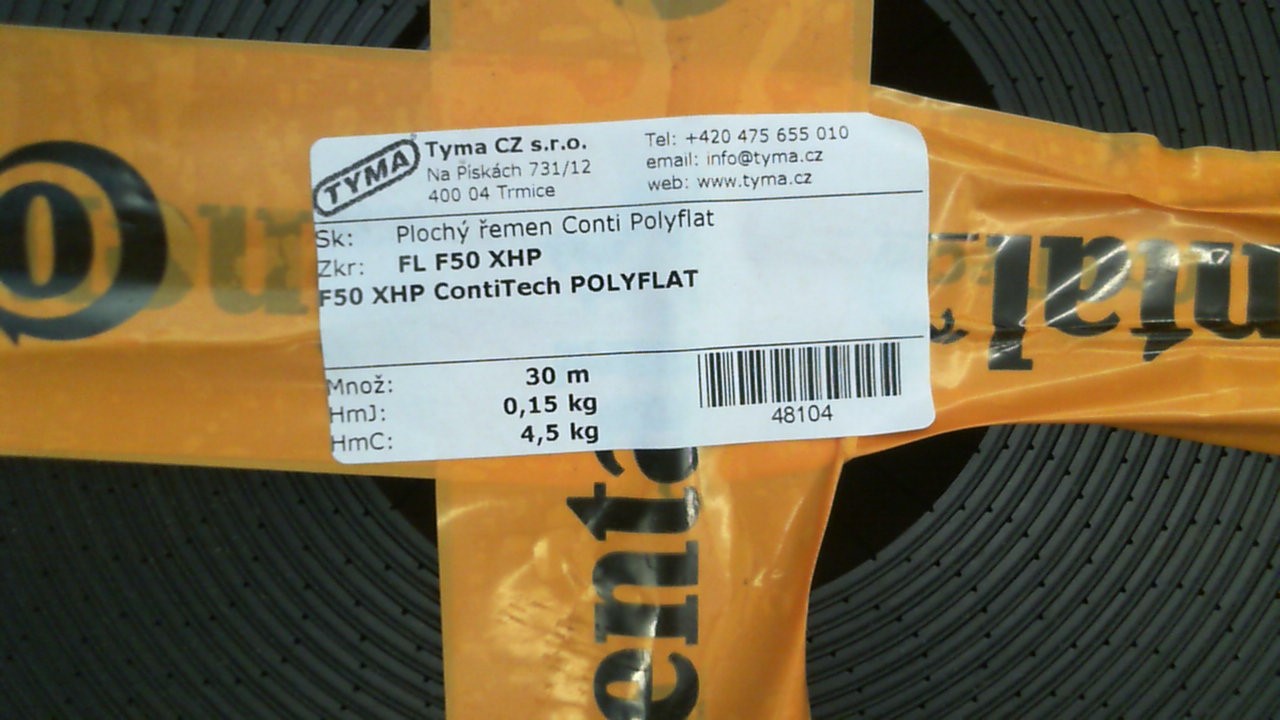 TYMA
Tyma CZ s.r.o.
Na Pískách 731/12
400 04 Trmice
Tel: +420 475 655 010
email: info@tyma.cz
web: www.tyma.cz
Sk: Plochý řemen Conti Polyflat
Zkr: FL F50 XHP
F50 XHP ContiTech POLYFLAT
Množ: 30 m
HmJ: 0,15 kg
HmC: 4,5 kg
48104